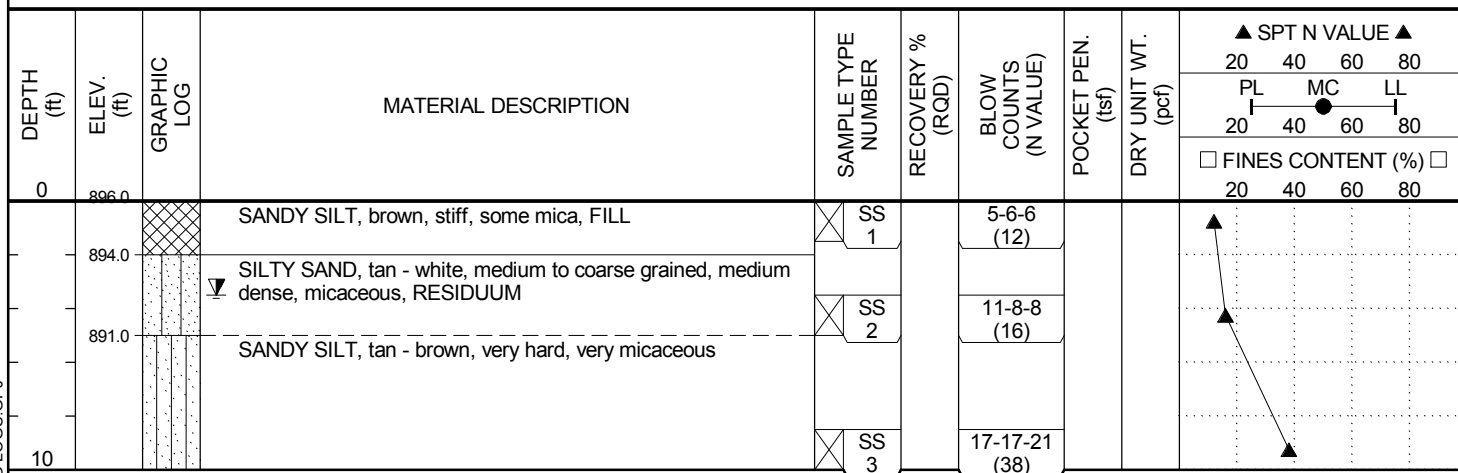 DEPTH
(ft)
ELEV.
(ft)
GRAPHIC
LOG
MATERIAL DESCRIPTION
SAMPLE TYPE
NUMBER
RECOVERY %
(RQD)
BLOW
COUNTS
(N VALUE)
POCKET PEN.
(tsf)
DRY UNIT WT.
(pcf)
▲ SPT N VALUE ▲
20 40 60 80
PL MC LL
20 40 60 80
□ FINES CONTENT (%) □
20 40 60 80
0
896.0
SANDY SILT, brown, stiff, some mica, FILL
SS
1
5-6-6
(12)
894.0
SILTY SAND, tan - white, medium to coarse grained, medium
dense, micaceous, RESIDUUM
SS
2
11-8-8
(16)
891.0
SANDY SILT, tan - brown, very hard, very micaceous
SS
3
17-17-21
(38)
10